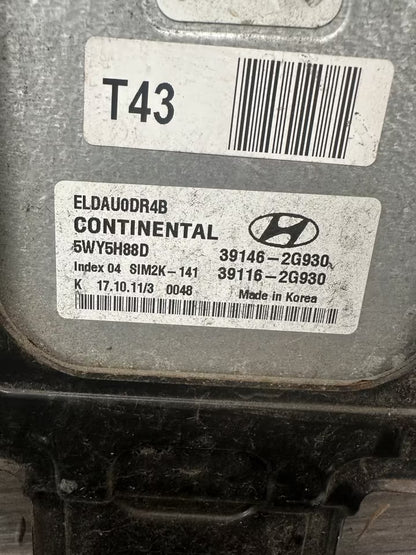 T43
ELDAU0DR4B
CONTINENTAL
5WY5H88D 39146-2G930
Index 04 SIM2K-141 39116-2G930
K 17.10.11/3 0048 Made in Korea